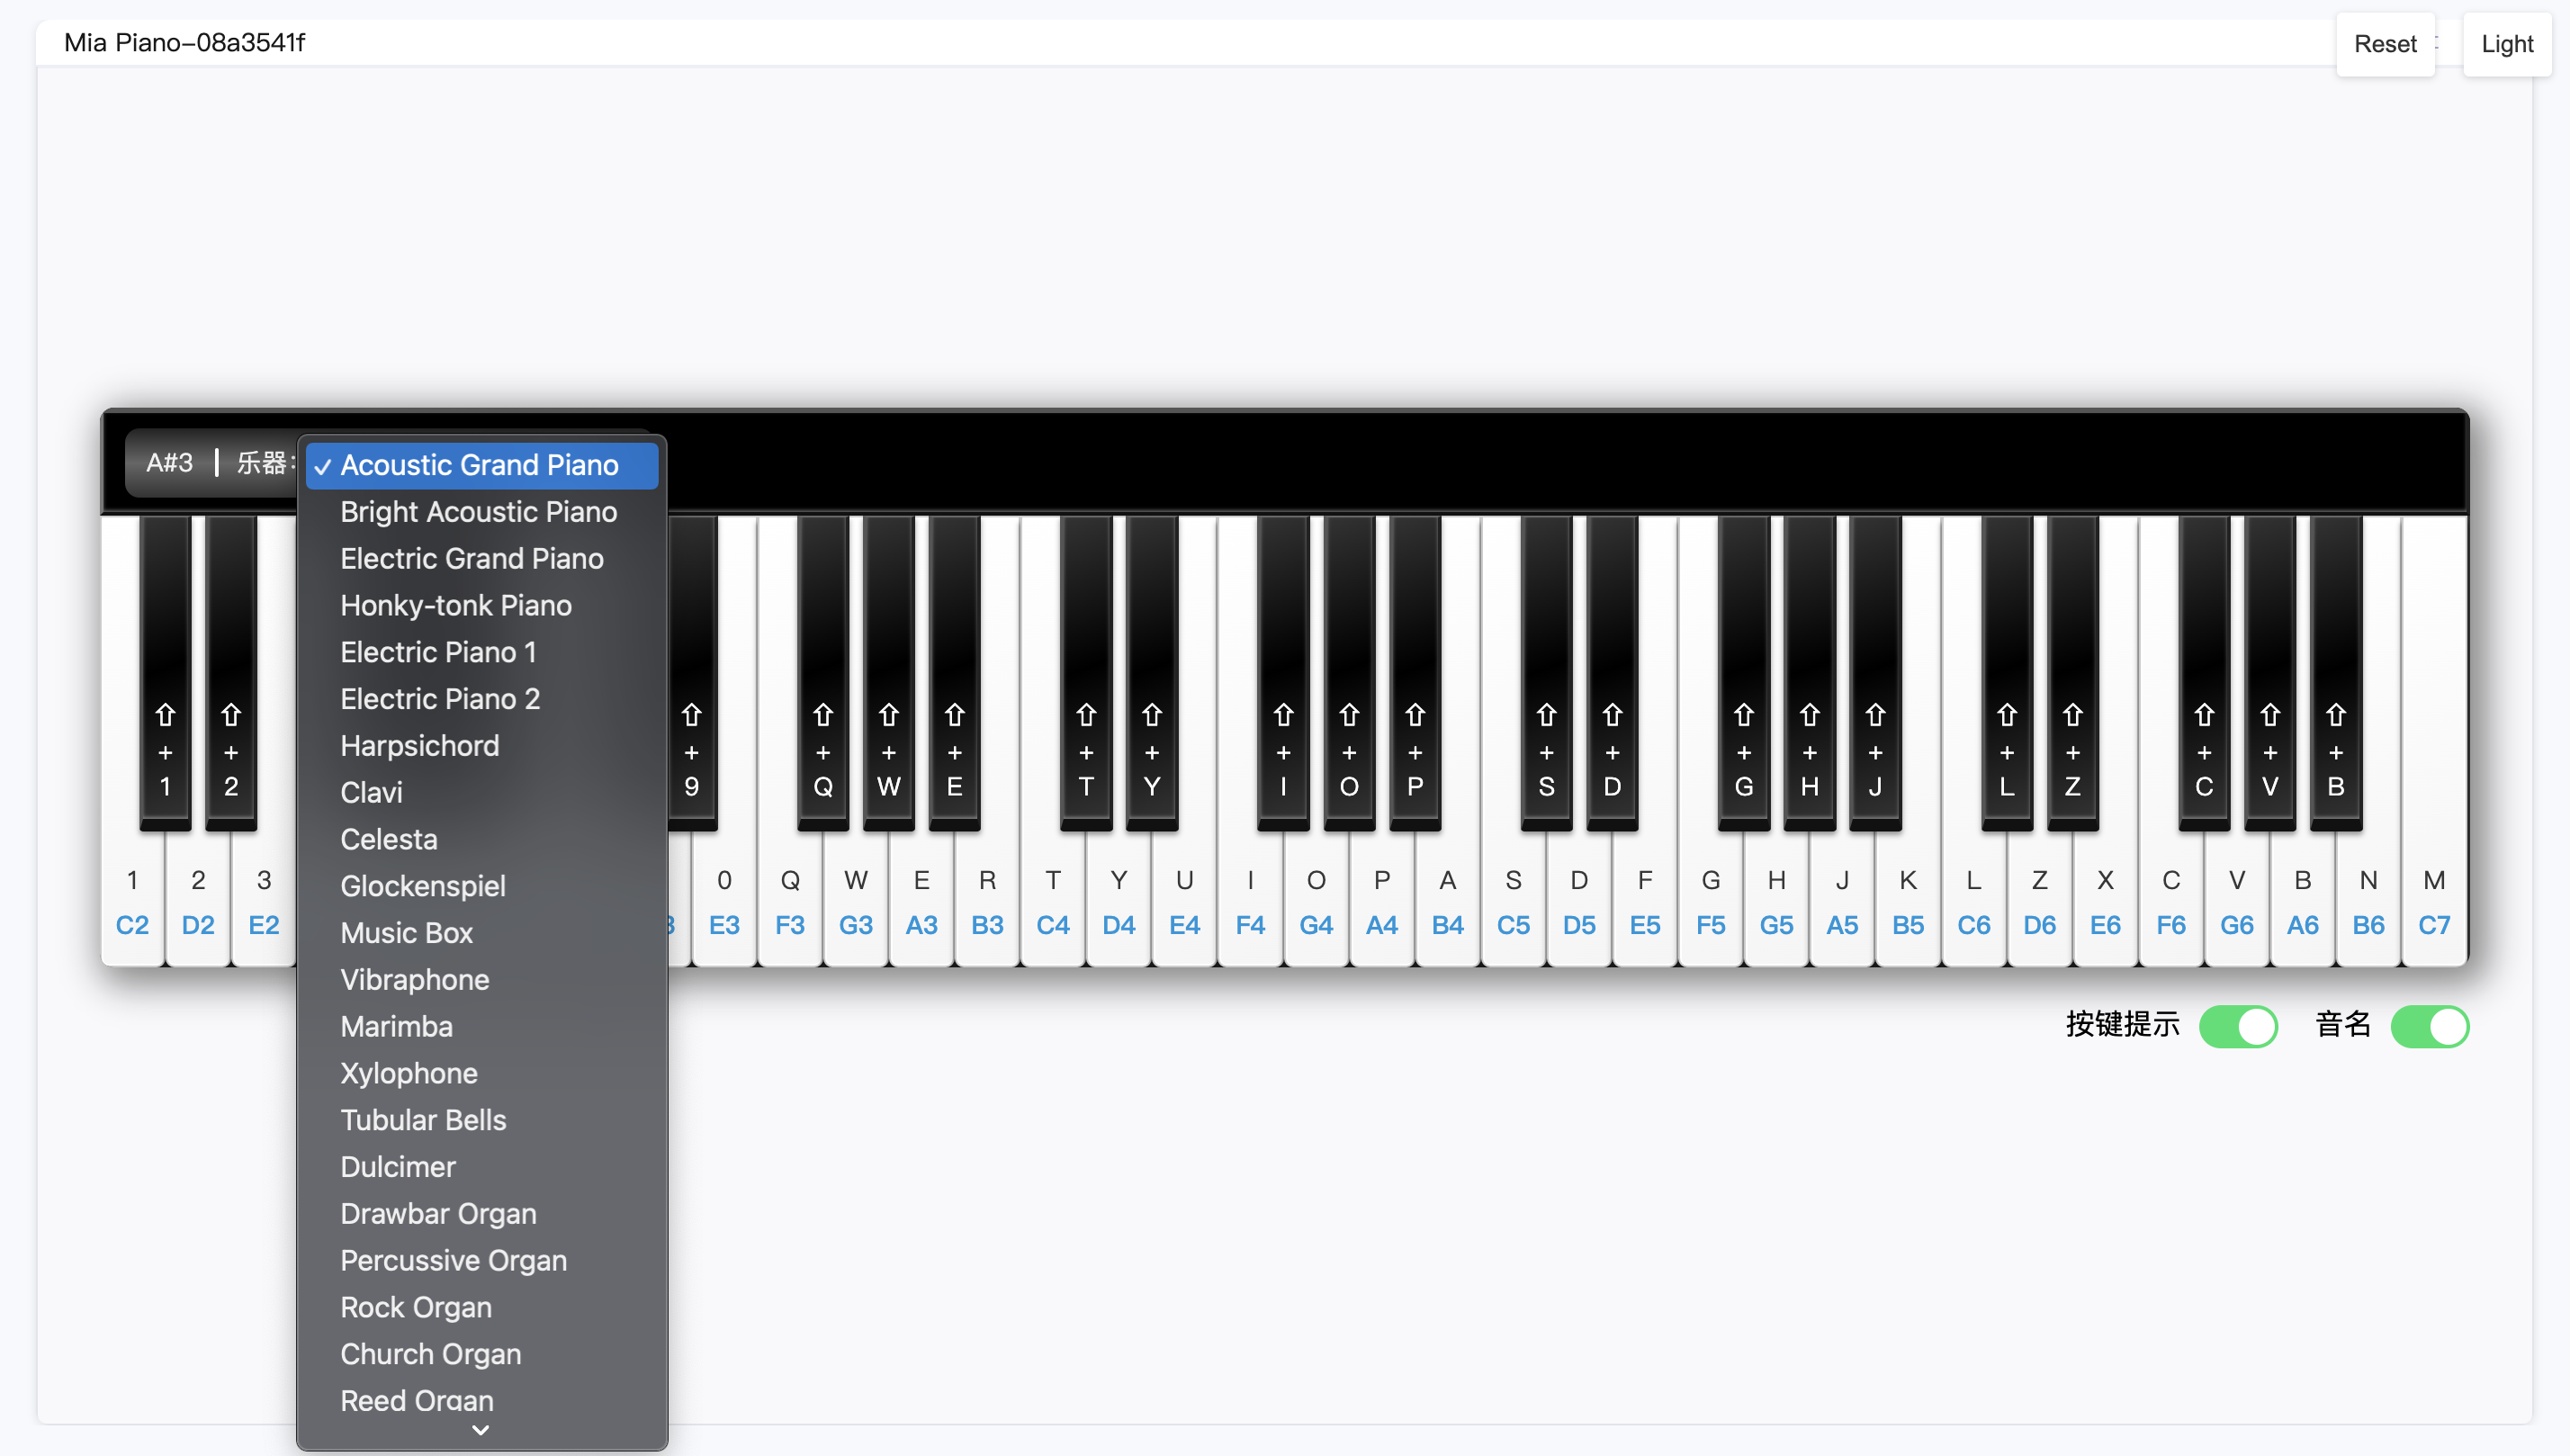 Mia Piano-08a3541f
Reset
Light
A#3 | 乐器:
✓ Acoustic Grand Piano
Bright Acoustic Piano
Electric Grand Piano
Honky-tonk Piano
Electric Piano 1
Electric Piano 2
Harpsichord
Clavi
Celesta
Glockenspiel
Music Box
Vibraphone
Marimba
Xylophone
Tubular Bells
Dulcimer
Drawbar Organ
Percussive Organ
Rock Organ
Church Organ
Reed Organ
⇧ ⇧ ⇧ ⇧ ⇧ ⇧ ⇧ ⇧ ⇧ ⇧ ⇧ ⇧ ⇧ ⇧ ⇧ ⇧ ⇧ ⇧ ⇧ ⇧ ⇧
+ + + + + + + + + + + + + + + + + + + + +
1 2 9 Q W E T Y I O P S D G H J L Z C V B
1 2 3 0 Q W E R T Y U I O P A S D F G H J K L Z X C V B N M
C2 D2 E2 E3 F3 G3 A3 B3 C4 D4 E4 F4 G4 A4 B4 C5 D5 E5 F5 G5 A5 B5 C6 D6 E6 F6 G6 A6 B6 C7
按键提示 音名